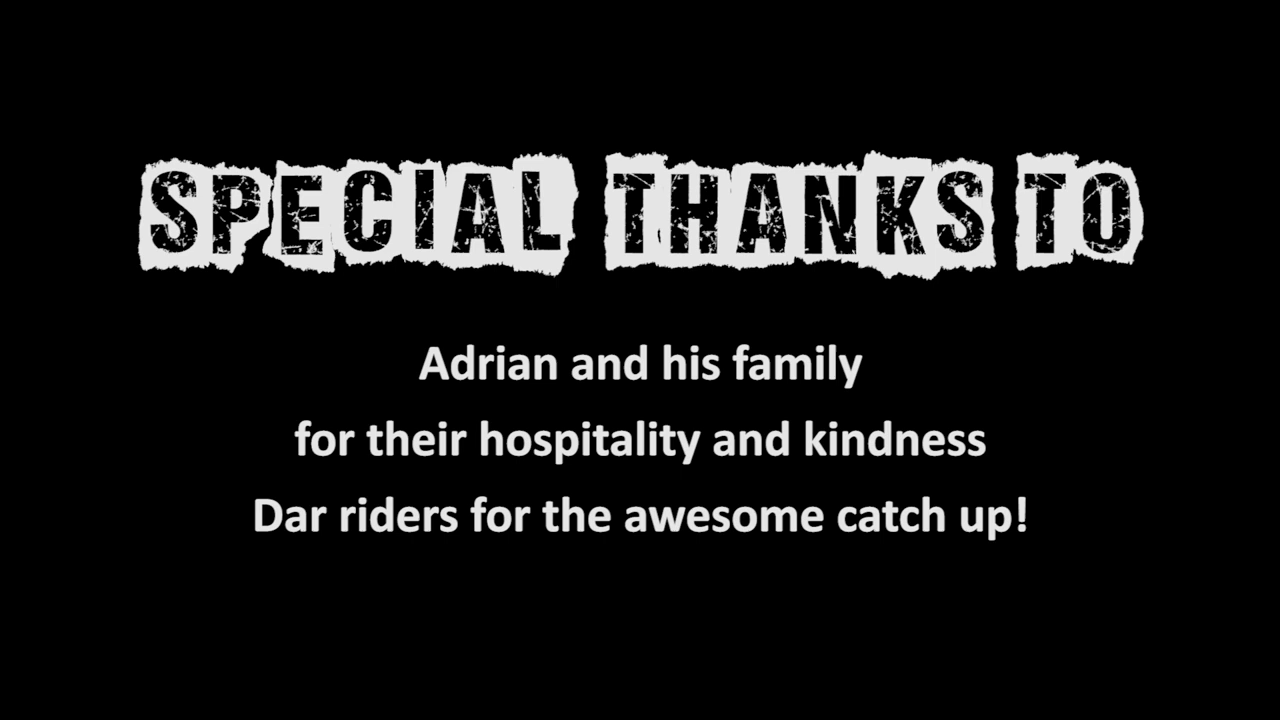 SPECIAL THANKS TO
Adrian and his family
for their hospitality and kindness
Dar riders for the awesome catch up!